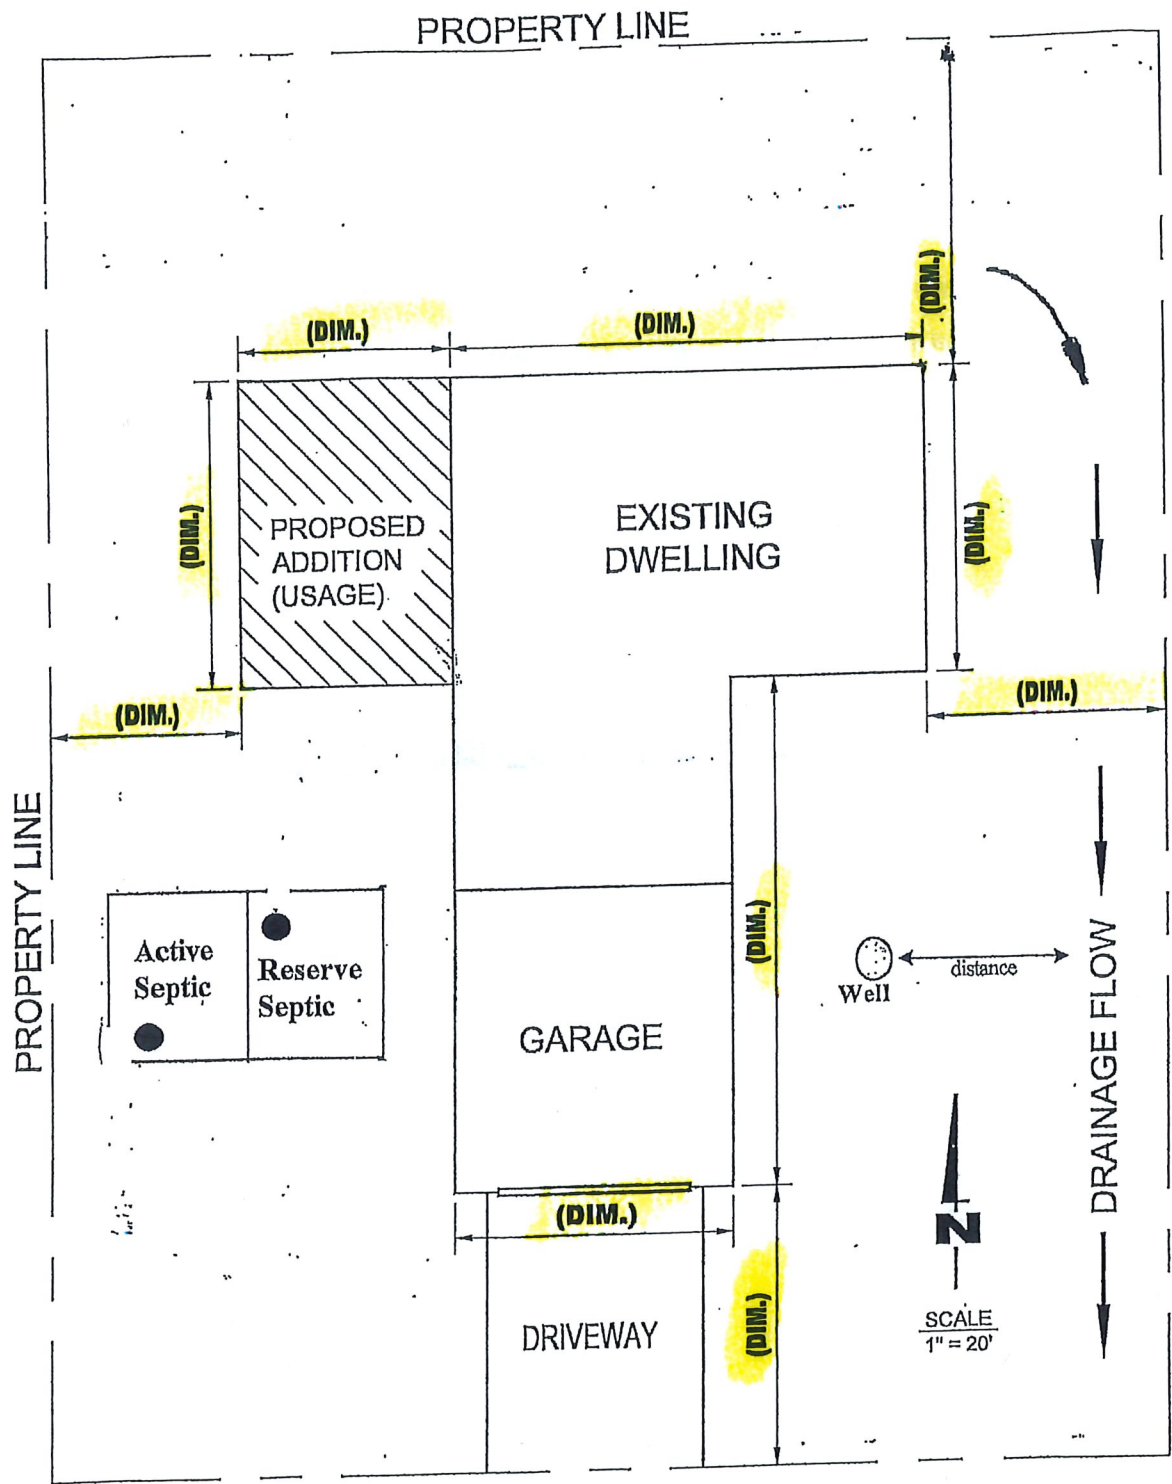 PROPERTY LINE
(DIM.)
(DIM.)
(DIM.)
(DIM.)
PROPOSED
ADDITION
(USAGE)
EXISTING
DWELLING
(DIM.)
(DIM.)
(DIM.)
PROPERTY LINE
Active
Septic
Reserve
Septic
(DIM.)
GARAGE
Well
distance
DRAINAGE FLOW
(DIM.)
N
DRIVEWAY
(DIM.)
SCALE
1" = 20'